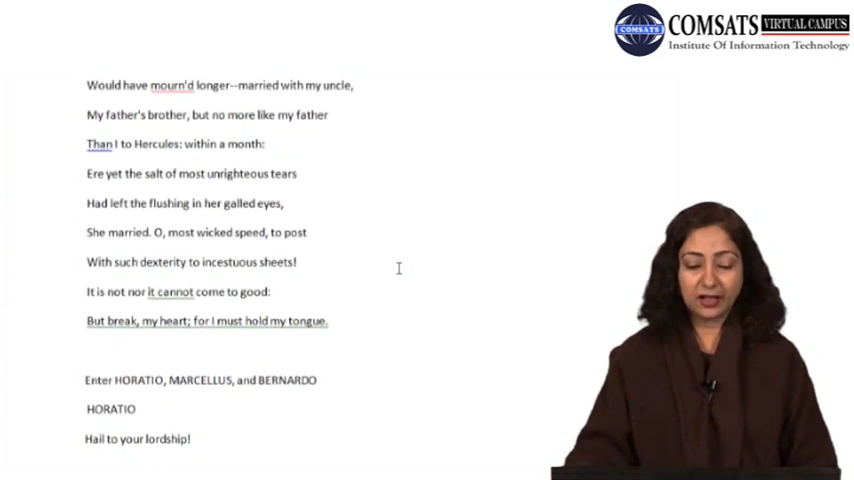 COMSATS VIRTUAL CAMPUS
COMSATS
Institute Of Information Technology
Would have mourn'd longer--married with my uncle,
My father's brother, but no more like my father
Than I to Hercules: within a month:
Ere yet the salt of most unrighteous tears
Had left the flushing in her galled eyes,
She married. O, most wicked speed, to post
With such dexterity to incestuous sheets!
It is not nor it cannot come to good:
But break, my heart; for I must hold my tongue.
Enter HORATIO, MARCELLUS, and BERNARDO
HORATIO
Hail to your lordship!